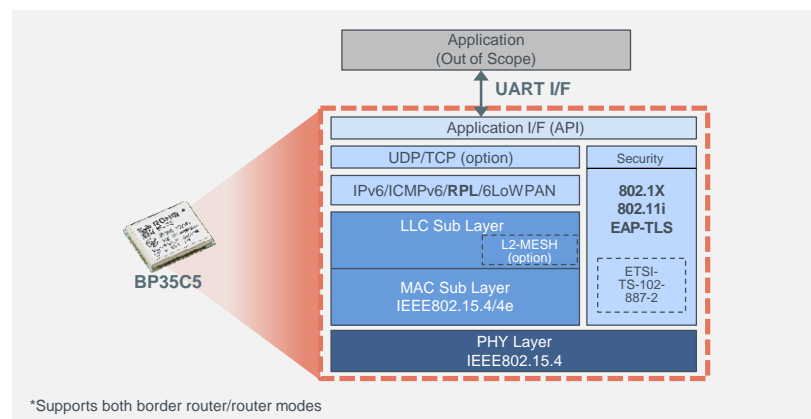 Application
(Out of Scope)
UART I/F
Application I/F (API)
UDP/TCP (option)
Security
IPv6/ICMPv6/RPL/6LoWPAN
802.1X
802.11i
EAP-TLS
LLC Sub Layer
L2-MESH
(option)
MAC Sub Layer
IEEE802.15.4/4e
ETSI-
TS-102-
887-2
PHY Layer
IEEE802.15.4
ROHM
BP35C5
*Supports both border router/router modes